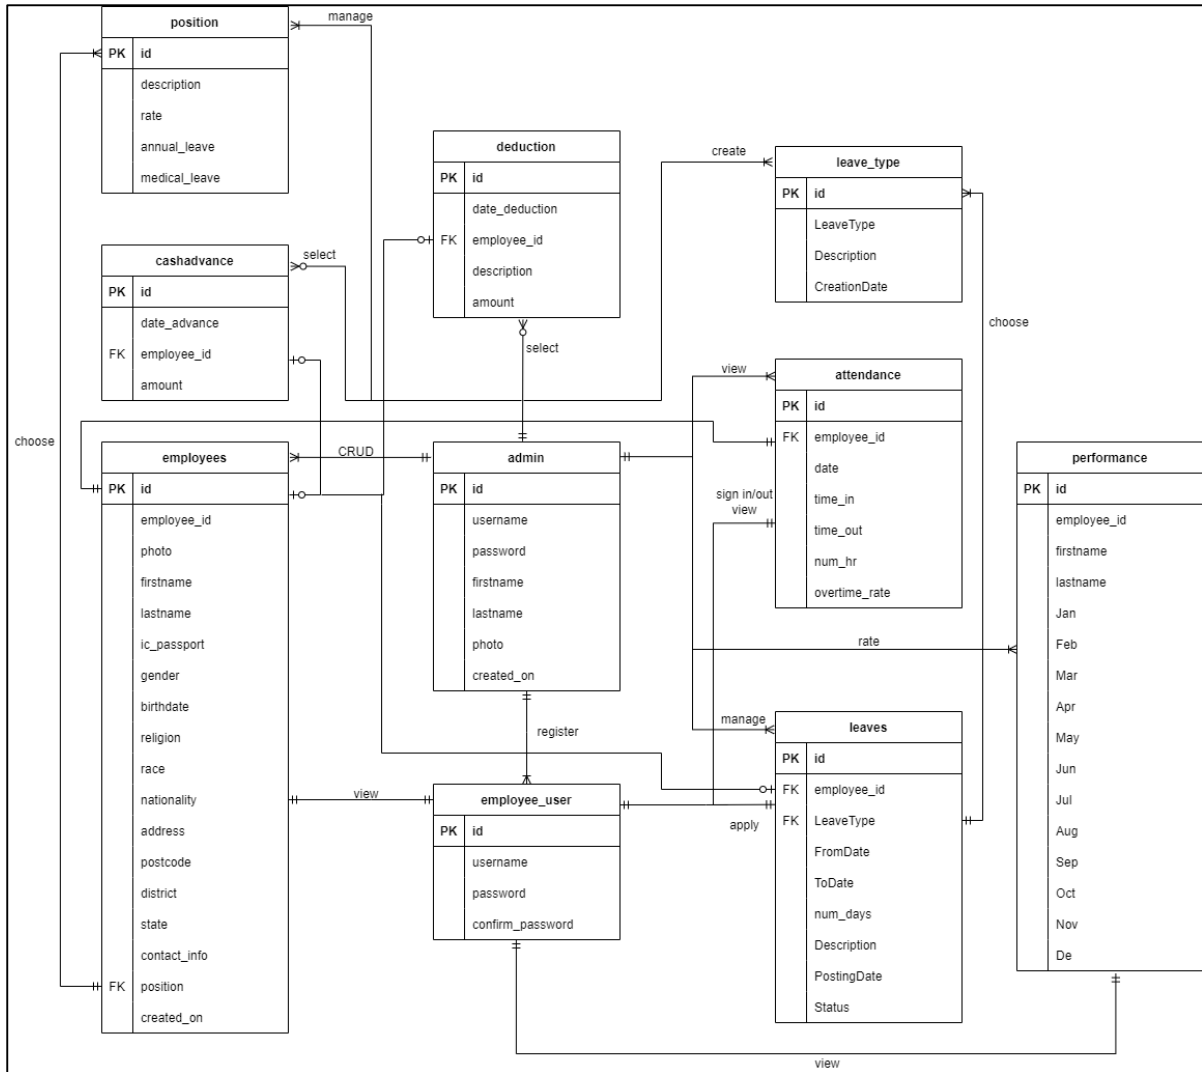 position
PK id
description
rate
annual_leave
medical_leave
manage
cashadvance
PK id
date_advance
FK employee_id
amount
select
choose
employees
PK id
employee_id
photo
firstname
lastname
ic_passport
gender
birthdate
religion
race
nationality
address
postcode
district
state
contact_info
FK position
created_on
deduction
PK id
date_deduction
FK employee_id
description
amount
select
CRUD
admin
PK id
username
password
firstname
lastname
photo
created_on
register
view
employee_user
PK id
username
password
confirm_password
create
leave_type
PK id
LeaveType
Description
CreationDate
choose
view
attendance
PK id
FK employee_id
date
time_in
time_out
num_hr
overtime_rate
sign in/out
view
rate
manage
leaves
PK id
FK employee_id
FK LeaveType
FromDate
ToDate
num_days
Description
PostingDate
Status
apply
performance
PK id
employee_id
firstname
lastname
Jan
Feb
Mar
Apr
May
Jun
Jul
Aug
Sep
Oct
Nov
De
view